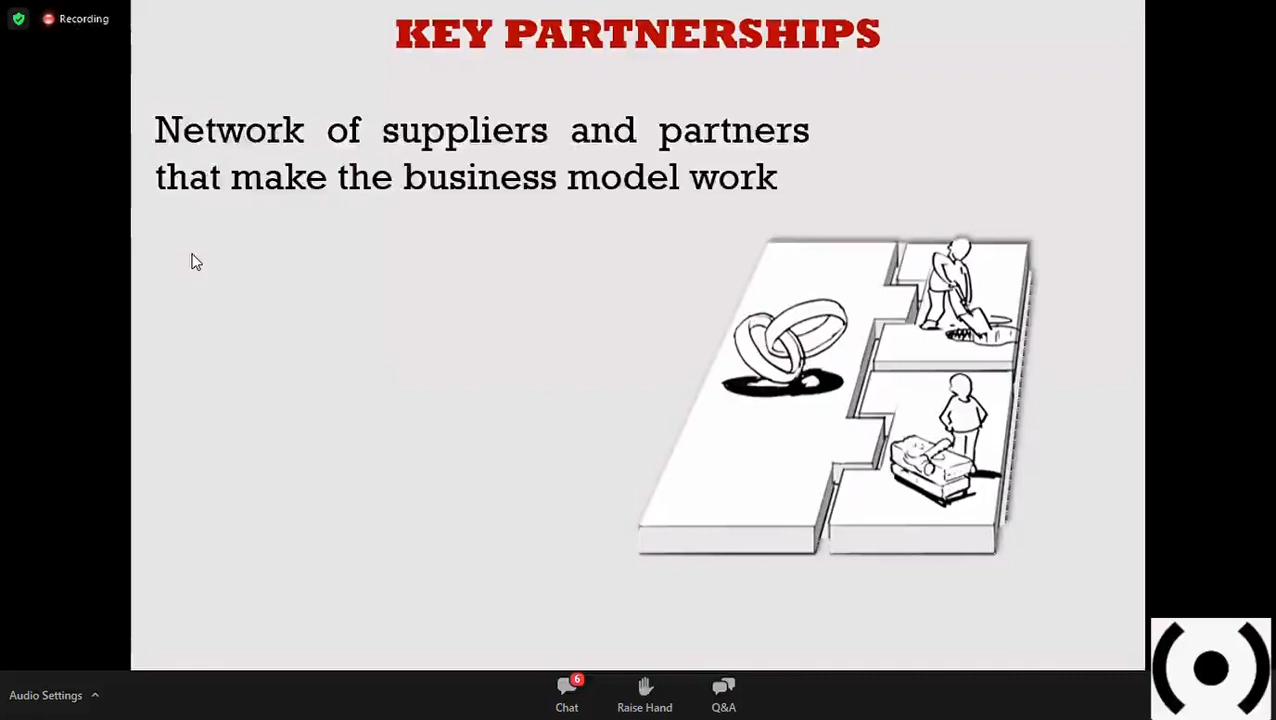 Recording
KEY PARTNERSHIPS
Network of suppliers and partners
that make the business model work
Audio Settings
6
Chat
Raise Hand
Q&A